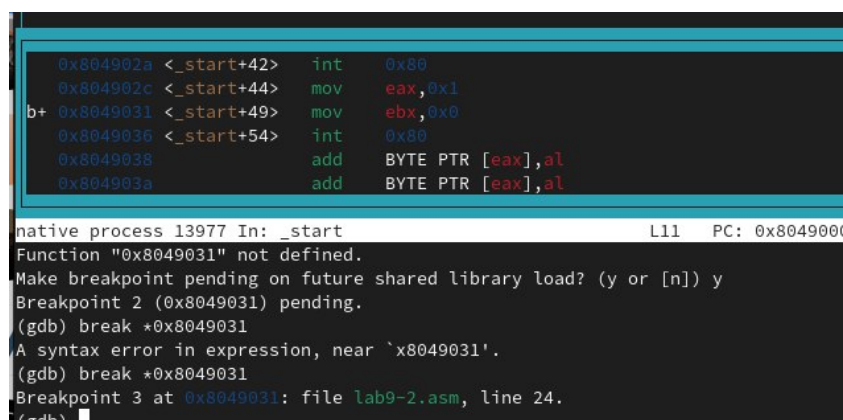 0x804902a <_start+42> int 0x80
0x804902c <_start+44> mov eax,0x1
b+ 0x8049031 <_start+49> mov ebx,0x0
0x8049036 <_start+54> int 0x80
0x8049038 add BYTE PTR [eax],al
0x804903a add BYTE PTR [eax],al
native process 13977 In: _start L11 PC: 0x8049000
Function "0x8049031" not defined.
Make breakpoint pending on future shared library load? (y or [n]) y
Breakpoint 2 (0x8049031) pending.
(gdb) break *0x8049031
A syntax error in expression, near `x8049031'.
(gdb) break *0x8049031
Breakpoint 3 at 0x8049031: file lab9-2.asm, line 24.
(gdb)